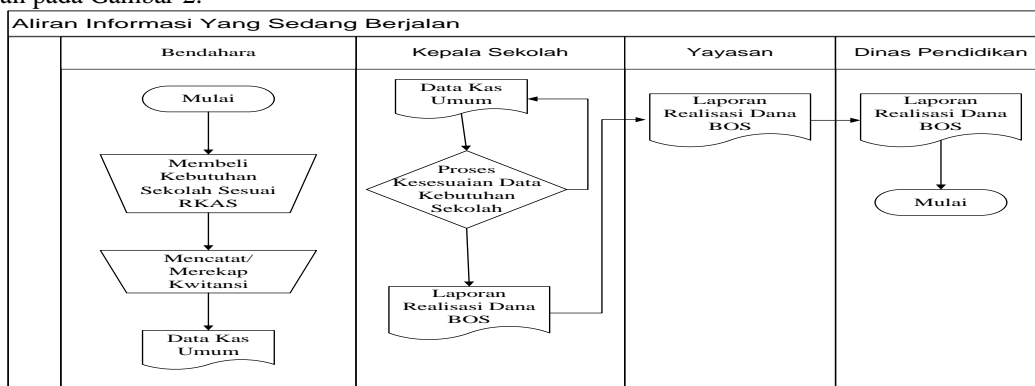 an pada Gambar 2.
Aliran Informasi Yang Sedang Berjalan
Bendahara
Kepala Sekolah
Yayasan
Dinas Pendidikan
Mulai
Membeli
Kebutuhan
Sekolah Sesuai
RKAS
Mencatat/
Merekap
Kwitansi
Data Kas
Umum
Data Kas
Umum
Proses
Kesesuaian Data
Kebutuhan
Sekolah
Laporan
Realisasi Dana
BOS
Laporan
Realisasi Dana
BOS
Laporan
Realisasi Dana
BOS
Mulai